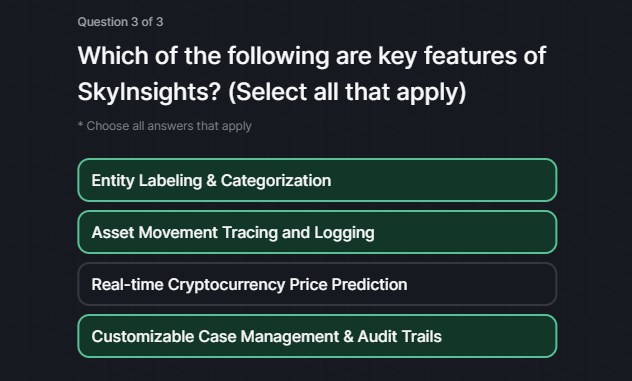 Question 3 of 3
Which of the following are key features of
SkyInsights? (Select all that apply)
* Choose all answers that apply
Entity Labeling & Categorization
Asset Movement Tracing and Logging
Real-time Cryptocurrency Price Prediction
Customizable Case Management & Audit Trails